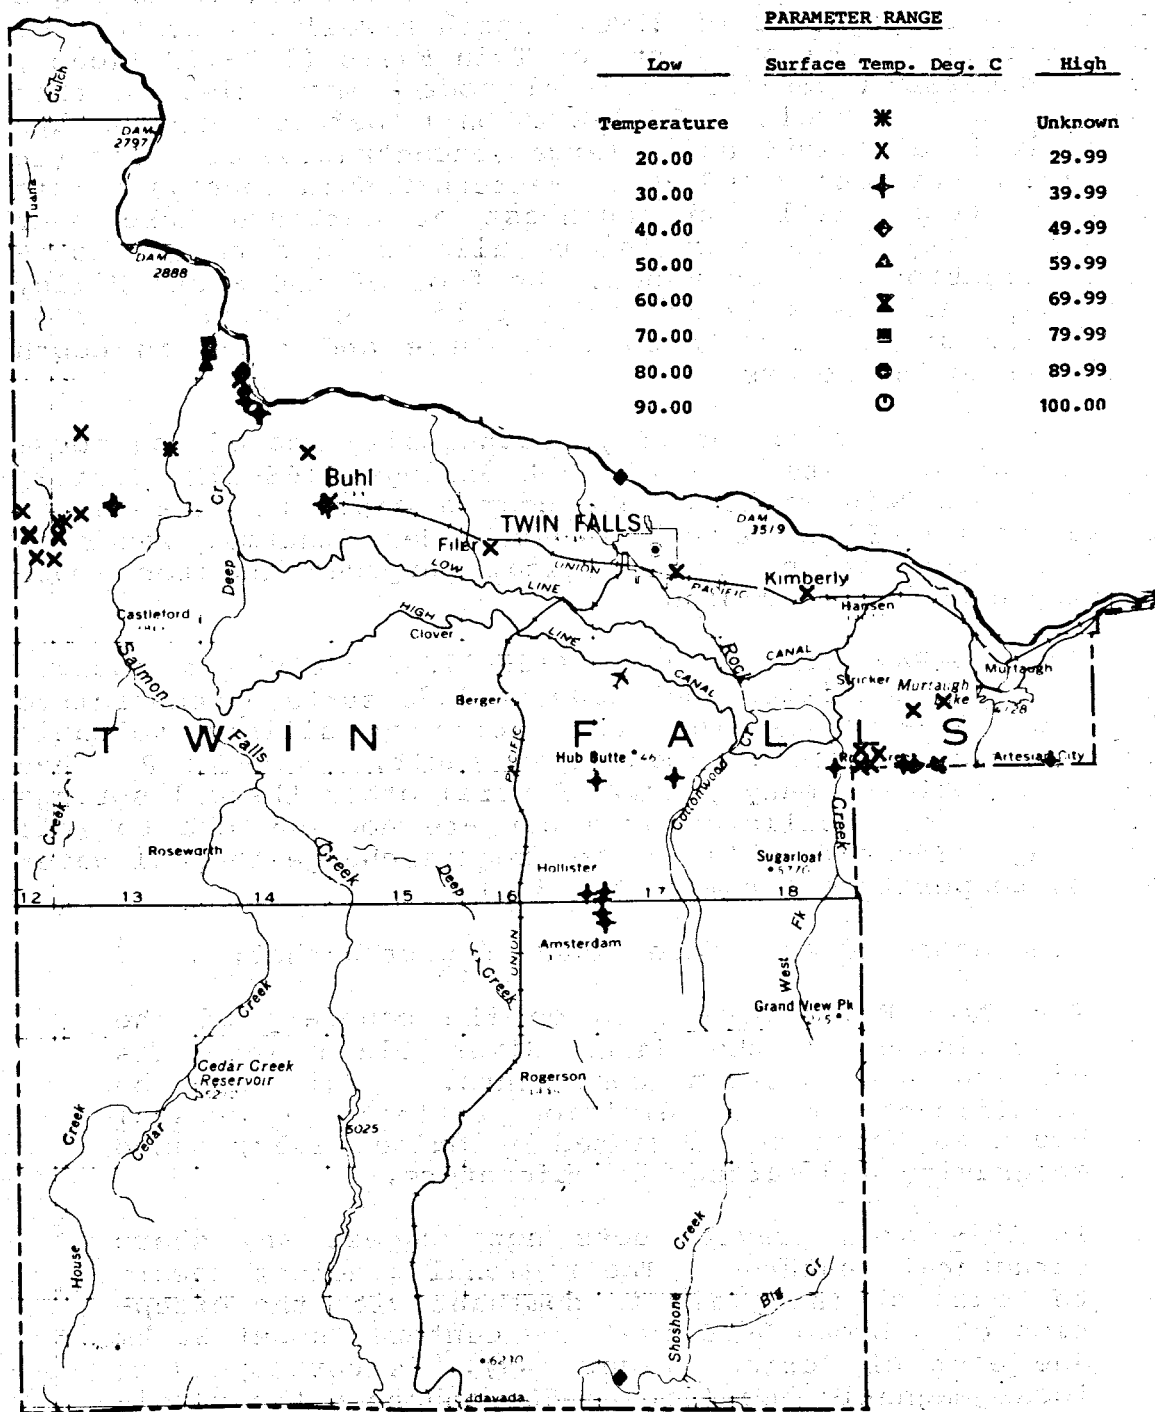 PARAMETER RANGE
Low Surface Temp. Deg. C High
Temperature Unknown
20.00 29.99
30.00 39.99
40.00 49.99
50.00 59.99
60.00 69.99
70.00 79.99
80.00 89.99
90.00 100.00
Gulch
DAM
2797
Tuana
DAM
2888
Buhl
Cr
TWIN FALLS
DAM
3519
Filer
LOW
LINE
UNION
PACIFIC
Kimberly
Hansen
Deep
Castleford
HIGH
Clover
LINE
CANAL
Rock
CANAL
Salmon
Stricker
Murtaugh
Murtaugh
Lake
4128
Berger
TWIN FALLS
Falls
PACIFIC
Hub Butte
Cr
Artesian City
Cottonwood
Creek
Creek
Roseworth
Creek
Hollister
Deep
Sugarloaf
12 13 14 15 16 17 18
Amsterdam
UNION
Creek
Creek
West
Fk
Grand View Pk
Cedar Creek
Reservoir
Rogerson
Creek
Cedar
5025
House
Creek
Shoshone
Big
Cr
6230
Idavada